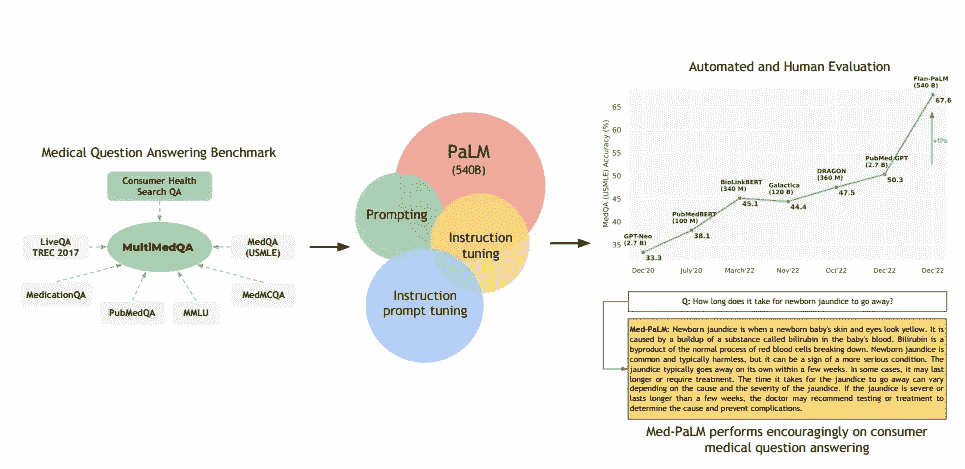 Medical Question Answering Benchmark
Consumer Health
Search QA
LiveQA
TREC 2017
MultiMedQA
MedQA
(USMLE)
MedicationQA
PubMedQA
MMLU
MedMCQA
PaLM
(540B)
Prompting
Instruction
tuning
Instruction
prompt tuning
Automated and Human Evaluation
MedQA (USMLE) Accuracy (%)
65
60
55
50
45
40
35
GPT-Neo
(2.7 B)
33.3
PubMedBERT
(100 M)
38.1
BioLinkBERT
(340 M)
45.1
Galactica
(120 B)
44.4
DRAGON
(360 M)
47.5
PubMed GPT
(2.7 B)
50.3
Flan-PaLM
(540 B)
67.6
+17%
Dec'20
July'20
March'22
Nov'22
Oct'22
Dec'22
Dec'22
Q: How long does it take for newborn jaundice to go away?
Med-PaLM: Newborn jaundice is when a newborn baby's skin and eyes look yellow. It is
caused by a buildup of a substance called bilirubin in the baby's blood. Bilirubin is a
byproduct of the normal process of red blood cells breaking down. Newborn jaundice is
common and typically harmless, but it can be a sign of a more serious condition. The
jaundice typically goes away on its own within a few weeks. In some cases, it may last
longer or require treatment. The time it takes for the jaundice to go away can vary
depending on the cause and the severity of the jaundice. If the jaundice is severe or
lasts longer than a few weeks, the doctor may recommend testing or treatment to
determine the cause and prevent complications.
Med-PaLM performs encouragingly on consumer
medical question answering